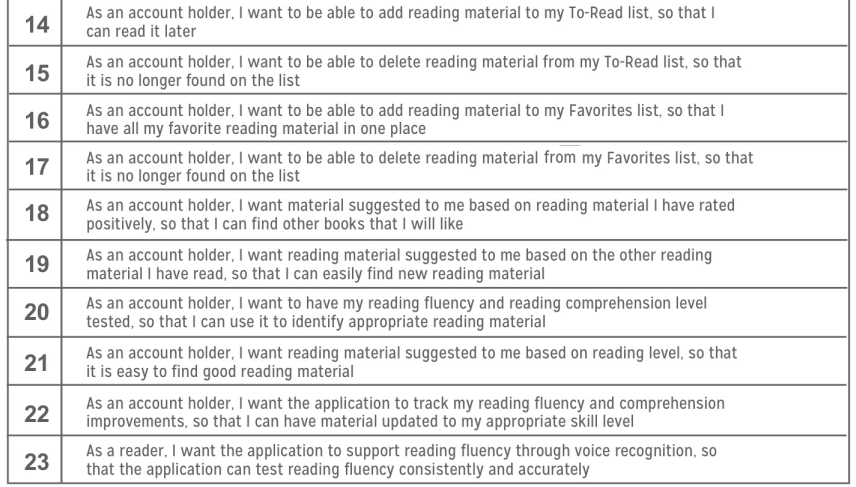 14
As an account holder, I want to be able to add reading material to my To-Read list, so that I
can read it later
15
As an account holder, I want to be able to delete reading material from my To-Read list, so that
it is no longer found on the list
16
As an account holder, I want to be able to add reading material to my Favorites list, so that I
have all my favorite reading material in one place
17
As an account holder, I want to be able to delete reading material from my Favorites list, so that
it is no longer found on the list
18
As an account holder, I want material suggested to me based on reading material I have rated
positively, so that I can find other books that I will like
19
As an account holder, I want reading material suggested to me based on the other reading
material I have read, so that I can easily find new reading material
20
As an account holder, I want to have my reading fluency and reading comprehension level
tested, so that I can use it to identify appropriate reading material
21
As an account holder, I want reading material suggested to me based on reading level, so that
it is easy to find good reading material
22
As an account holder, I want the application to track my reading fluency and comprehension
improvements, so that I can have material updated to my appropriate skill level
23
As a reader, I want the application to support reading fluency through voice recognition, so
that the application can test reading fluency consistently and accurately